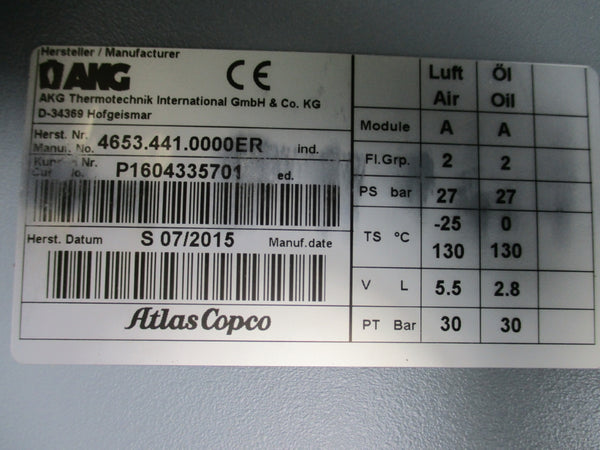 Hersteller / Manufacturer
AKG
CE
AKG Thermotechnik International GmbH & Co. KG
D-34369 Hofgeismar
Herst. Nr.
Manuf. No. 4653.441.0000ER ind.
Nr.
P1604335701 ed.
Herst. Datum S 07/2015 Manuf.date
Atlas Copco
Luft Öl
Air Oil
Module A A
Fl.Grp. 2 2
PS bar 27 27
TS °C -25 0
130 130
V L 5.5 2.8
PT Bar 30 30